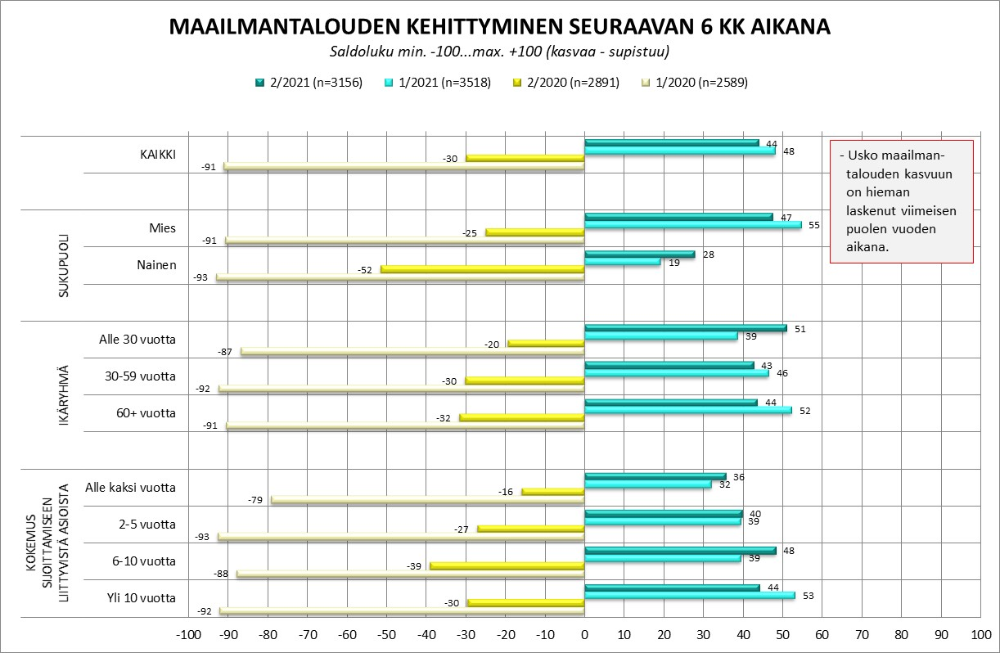 MAAILMANTALOUDEN KEHITTYMINEN SEURAAVAN 6 KK AIKANA
Saldoluku min. -100...max. +100 (kasvaa - supistuu)
2/2021 (n=3156) 1/2021 (n=3518) 2/2020 (n=2891) 1/2020 (n=2589)
KAIKKI
44
48
-30
-91
- Usko maailman-
talouden kasvuun
on hieman
laskenut viimeisen
puolen vuoden
aikana.
SUKUPUOLI
Mies
47
55
-25
-91
Nainen
28
19
-52
-93
IKÄRYHMÄ
Alle 30 vuotta
51
39
-20
-87
30-59 vuotta
43
46
-30
-92
60+ vuotta
44
52
-32
-91
KOKEMUS
SIJOITTAMISEEN
LIITTYVISTÄ ASIOISTA
Alle kaksi vuotta
36
32
-16
-79
2-5 vuotta
40
39
-27
-93
6-10 vuotta
48
39
-39
-88
Yli 10 vuotta
44
53
-30
-92
-100 -90 -80 -70 -60 -50 -40 -30 -20 -10 0 10 20 30 40 50 60 70 80 90 100